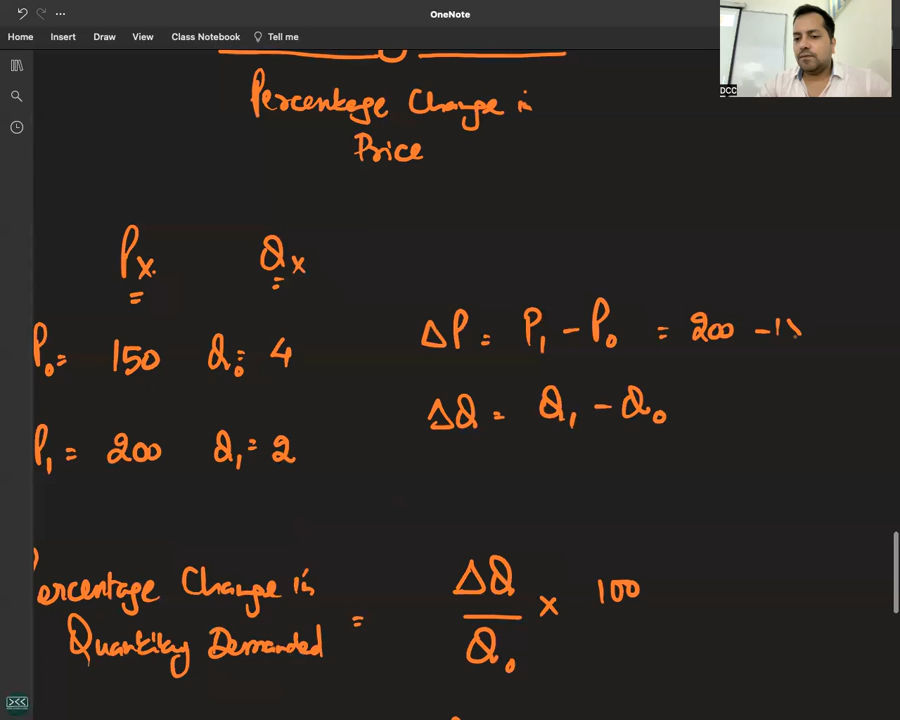 OneNote
Home Insert Draw View Class Notebook Tell me
DCC
Percentage Change in
Price
Px Qx
P0= 150 Q0= 4
P1 = 200 Q1 = 2
ΔP = P1 - P0 = 200 -1
ΔQ = Q1 - Q0
Percentage Change in
Quantity Demanded = ΔQ / Q0 × 100
DCC